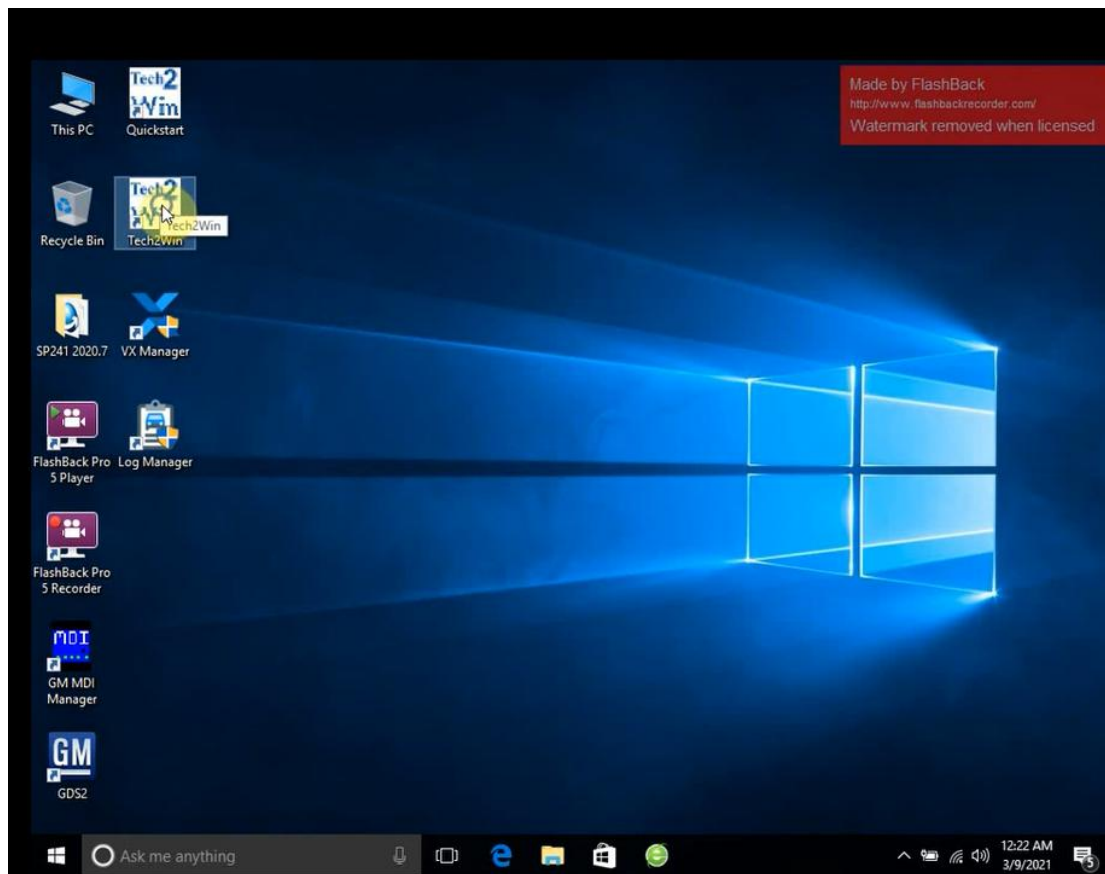 Made by FlashBack
http://www.flashbackrecorder.com/
Watermark removed when licensed
Tech2
Win
This PC
Quickstart
Tech2
Recycle Bin
Tech2Win
Tech2Win
SP241 2020.7
VX Manager
FlashBack Pro
5 Player
Log Manager
FlashBack Pro
5 Recorder
MDI
GM MDI
Manager
GM
GDS2
Ask me anything
12:22 AM
3/9/2021
5